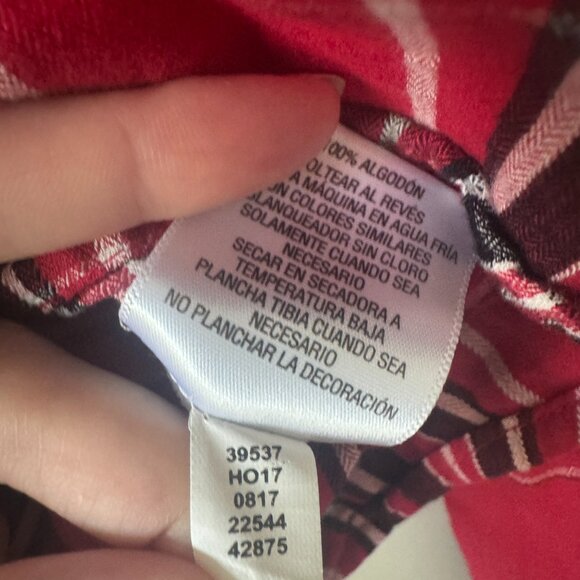 100% ALGODÓN
OLTEAR AL REVÉS
A MÁQUINA EN AGUA FRÍA
ON COLORES SIMILARES
BLANQUEADOR SIN CLORO
SOLAMENTE CUANDO SEA
NECESARIO
SECAR EN SECADORA A
TEMPERATURA BAJA
PLANCHA TIBIA CUANDO SEA
NECESARIO
NO PLANCHAR LA DECORACIÓN
39537
HO17
0817
22544
42875